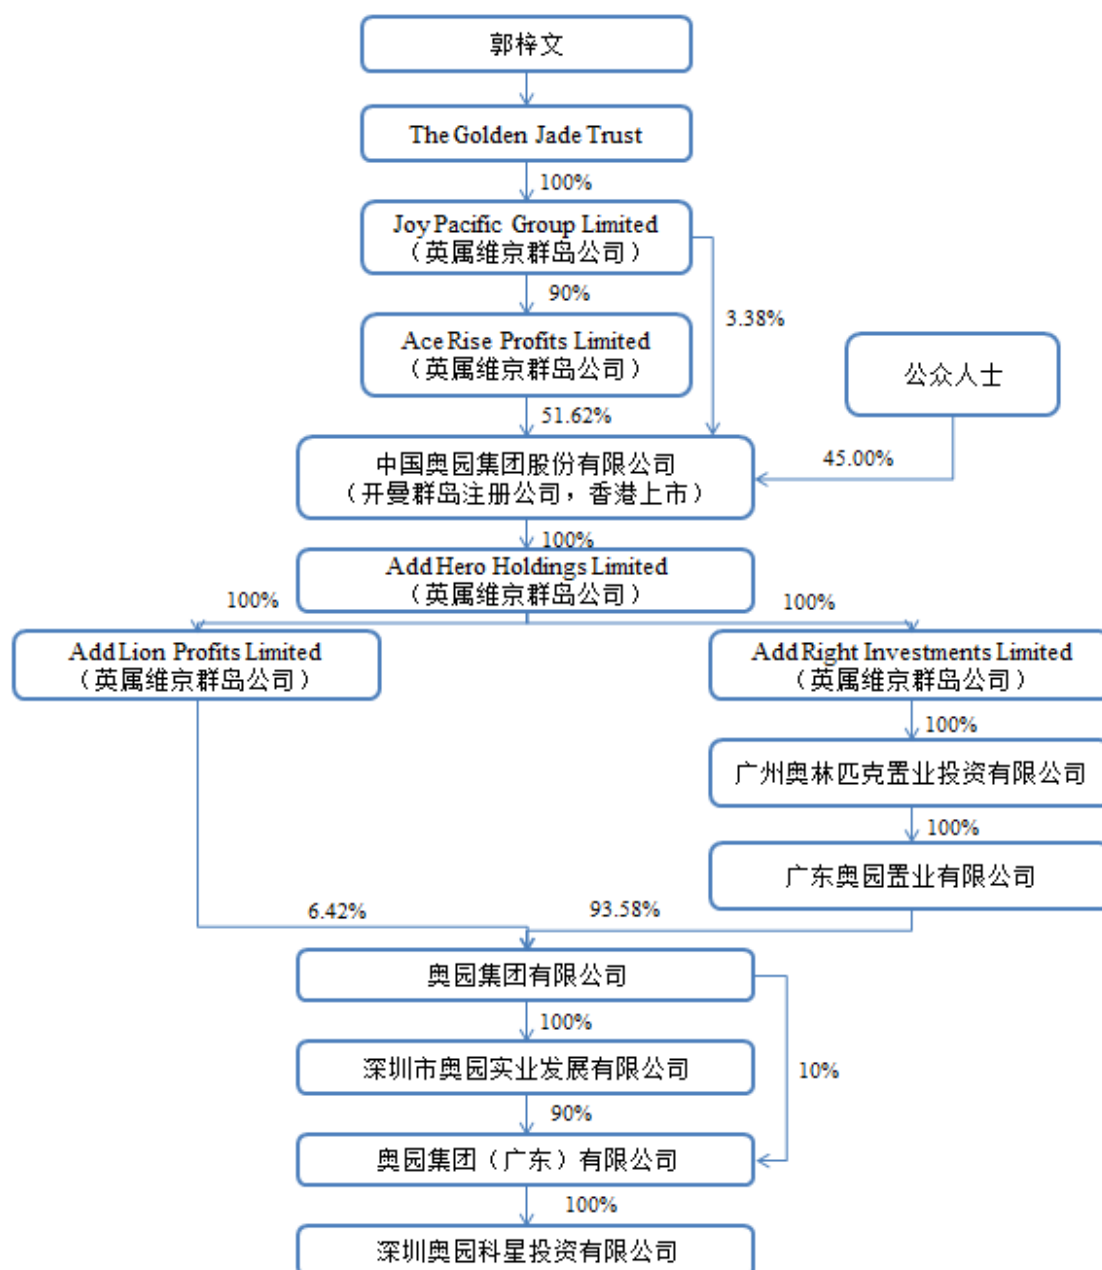 郭梓文
The Golden Jade Trust
100%
Joy Pacific Group Limited
（英属维京群岛公司）
90%
3.38%
Ace Rise Profits Limited
（英属维京群岛公司）
公众人士
51.62%
45.00%
中国奥园集团股份有限公司
（开曼群岛注册公司，香港上市）
100%
Add Hero Holdings Limited
（英属维京群岛公司）
100%
100%
Add Lion Profits Limited
（英属维京群岛公司）
Add Right Investments Limited
（英属维京群岛公司）
100%
广州奥林匹克置业投资有限公司
100%
广东奥园置业有限公司
6.42%
93.58%
奥园集团有限公司
100%
深圳市奥园实业发展有限公司
10%
90%
奥园集团（广东）有限公司
100%
深圳奥园科星投资有限公司